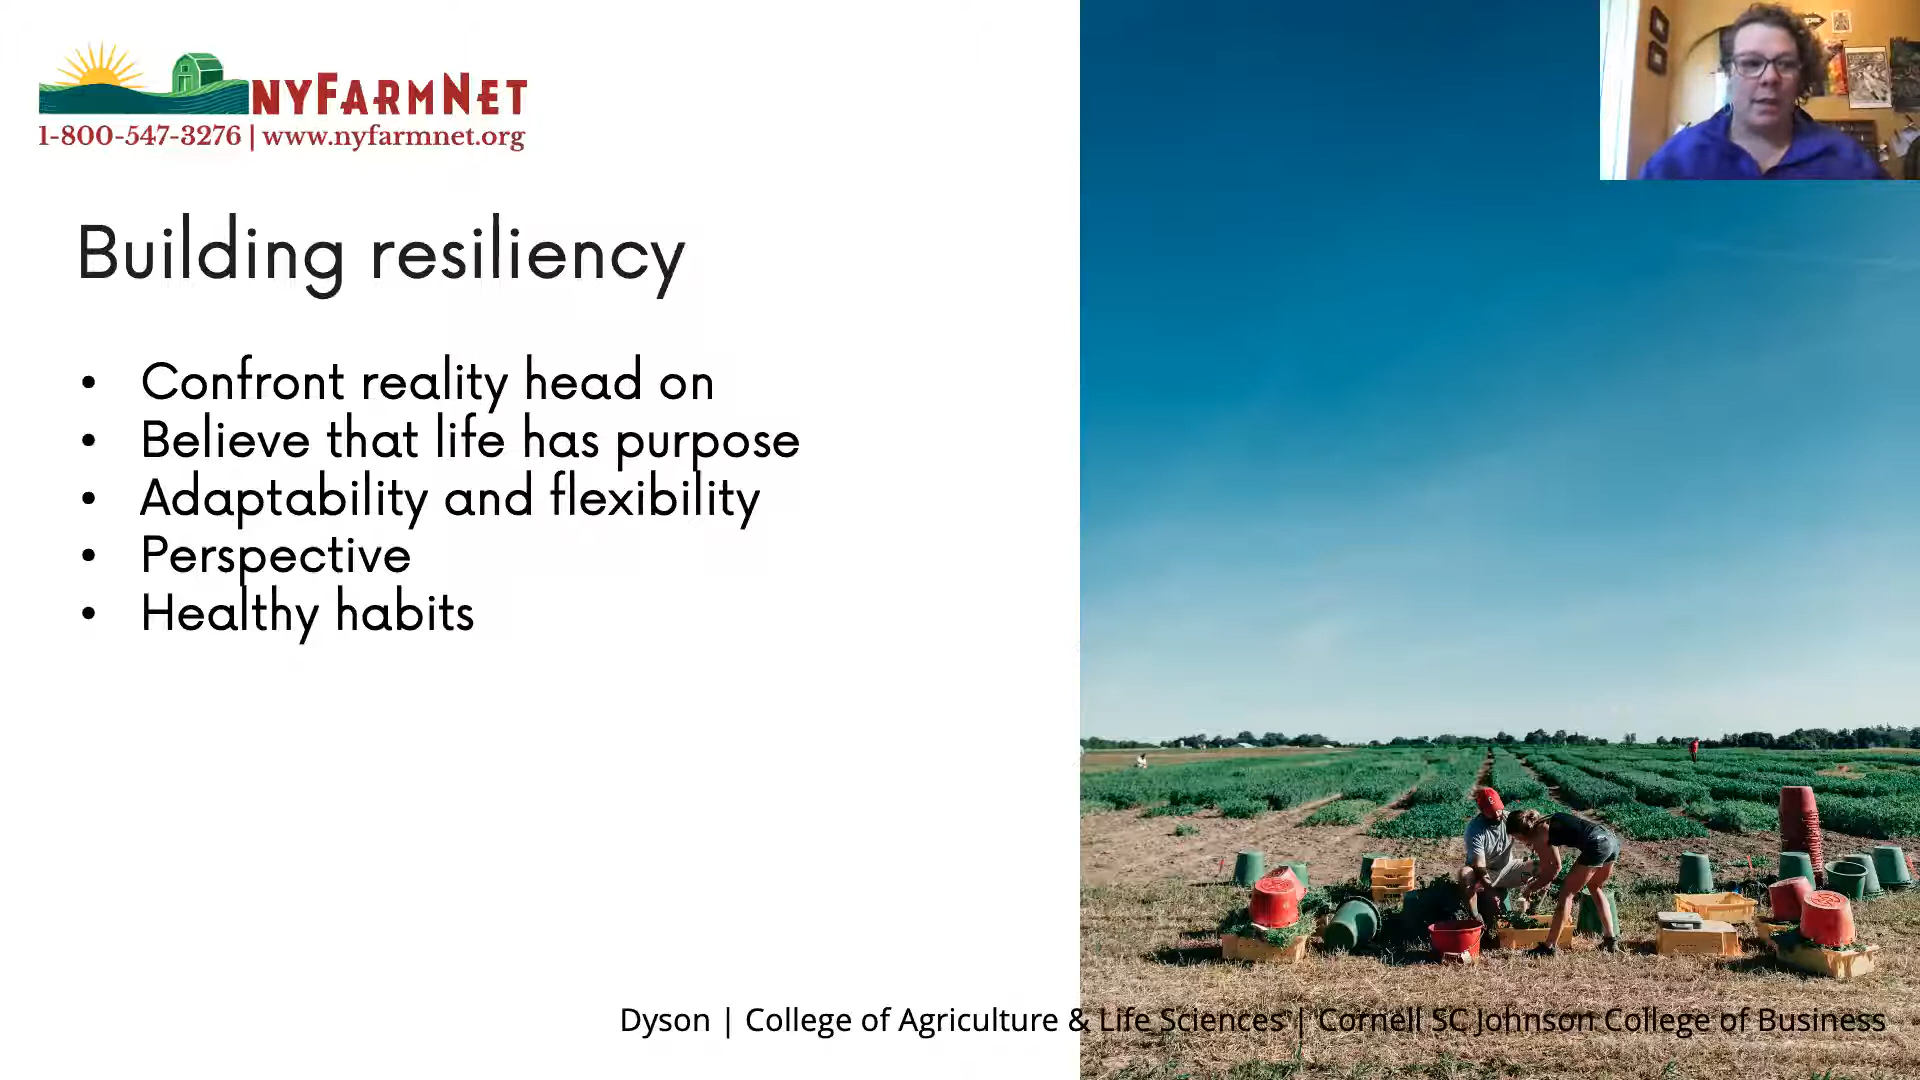 NYFARMNET
1-800-547-3276 | www.nyfarmnet.org
Building resiliency
• Confront reality head on
• Believe that life has purpose
• Adaptability and flexibility
• Perspective
• Healthy habits
Dyson | College of Agriculture & Life Sciences | Cornell SC Johnson College of Business